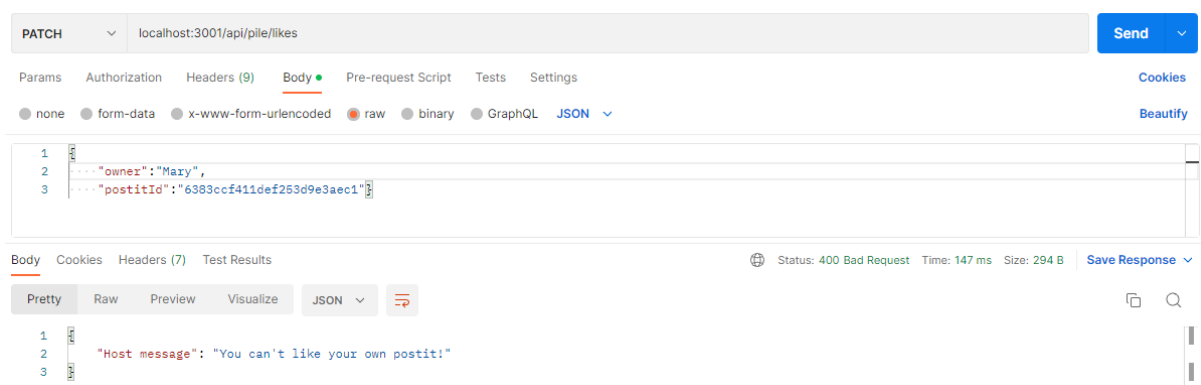 PATCH localhost:3001/api/pile/likes Send
Params Authorization Headers (9) Body Pre-request Script Tests Settings Cookies
none form-data x-www-form-urlencoded raw binary GraphQL JSON Beautify
1 {
2 "owner":"Mary",
3 "postitId":"6383ccf411def253d9e3aec1"}
Body Cookies Headers (7) Test Results Status: 400 Bad Request Time: 147 ms Size: 294 B Save Response
Pretty Raw Preview Visualize JSON
1 {
2 "Host message": "You can't like your own postit!"
3 }